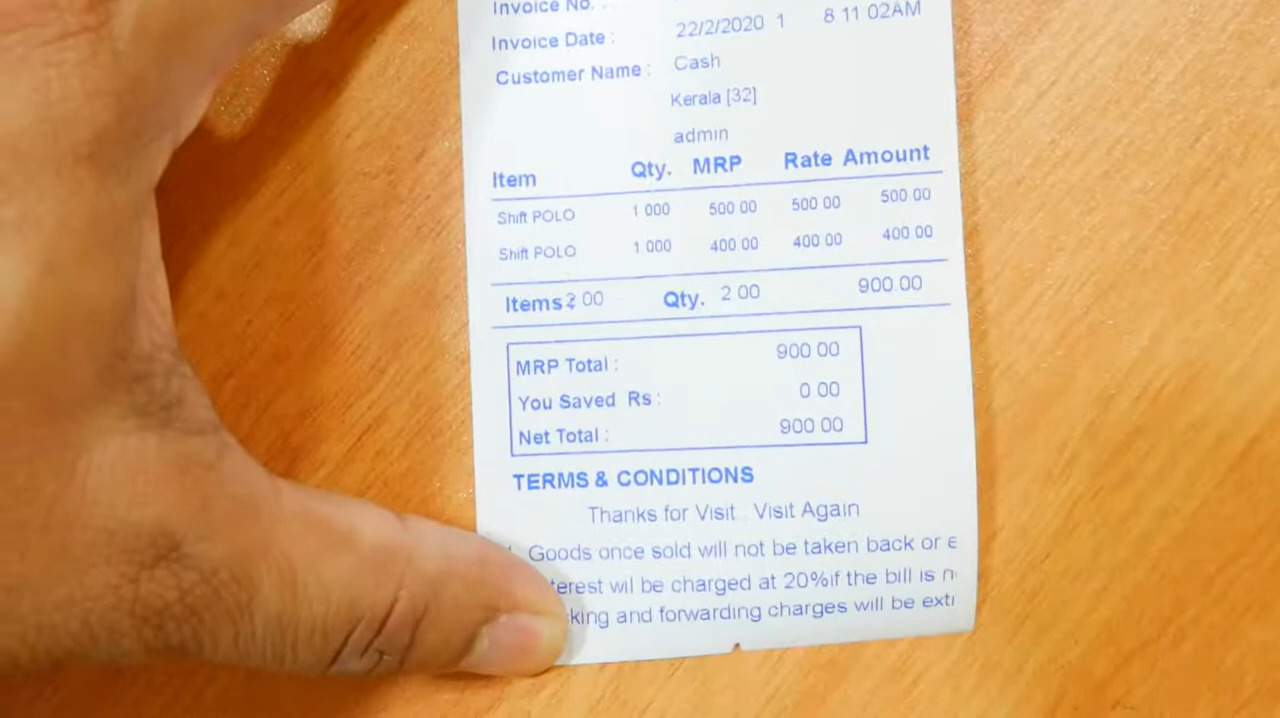 Invoice No. :
Invoice Date : 22/2/2020 1 8 11 02AM
Customer Name : Cash
Kerala [32]
admin
Item Qty. MRP Rate Amount
Shift POLO 1 000 500 00 500 00 500 00
Shift POLO 1 000 400 00 400 00 400.00
Items 2 00 Qty. 2 00 900.00
MRP Total : 900 00
You Saved Rs : 0 00
Net Total : 900 00
TERMS & CONDITIONS
Thanks for Visit . Visit Again
Goods once sold will not be taken back or e
terest wil be charged at 20%if the bill is n
king and forwarding charges will be extr